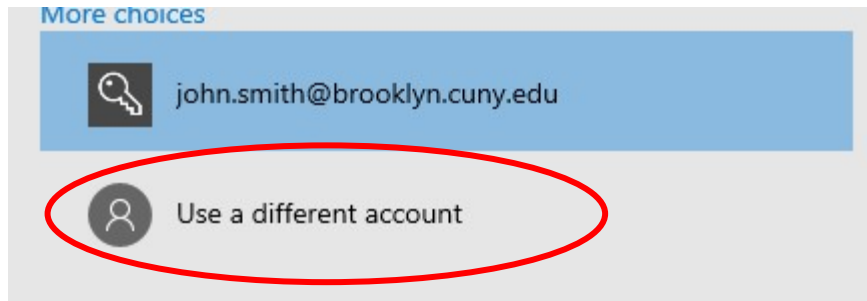 More choices
john.smith@brooklyn.cuny.edu
Use a different account